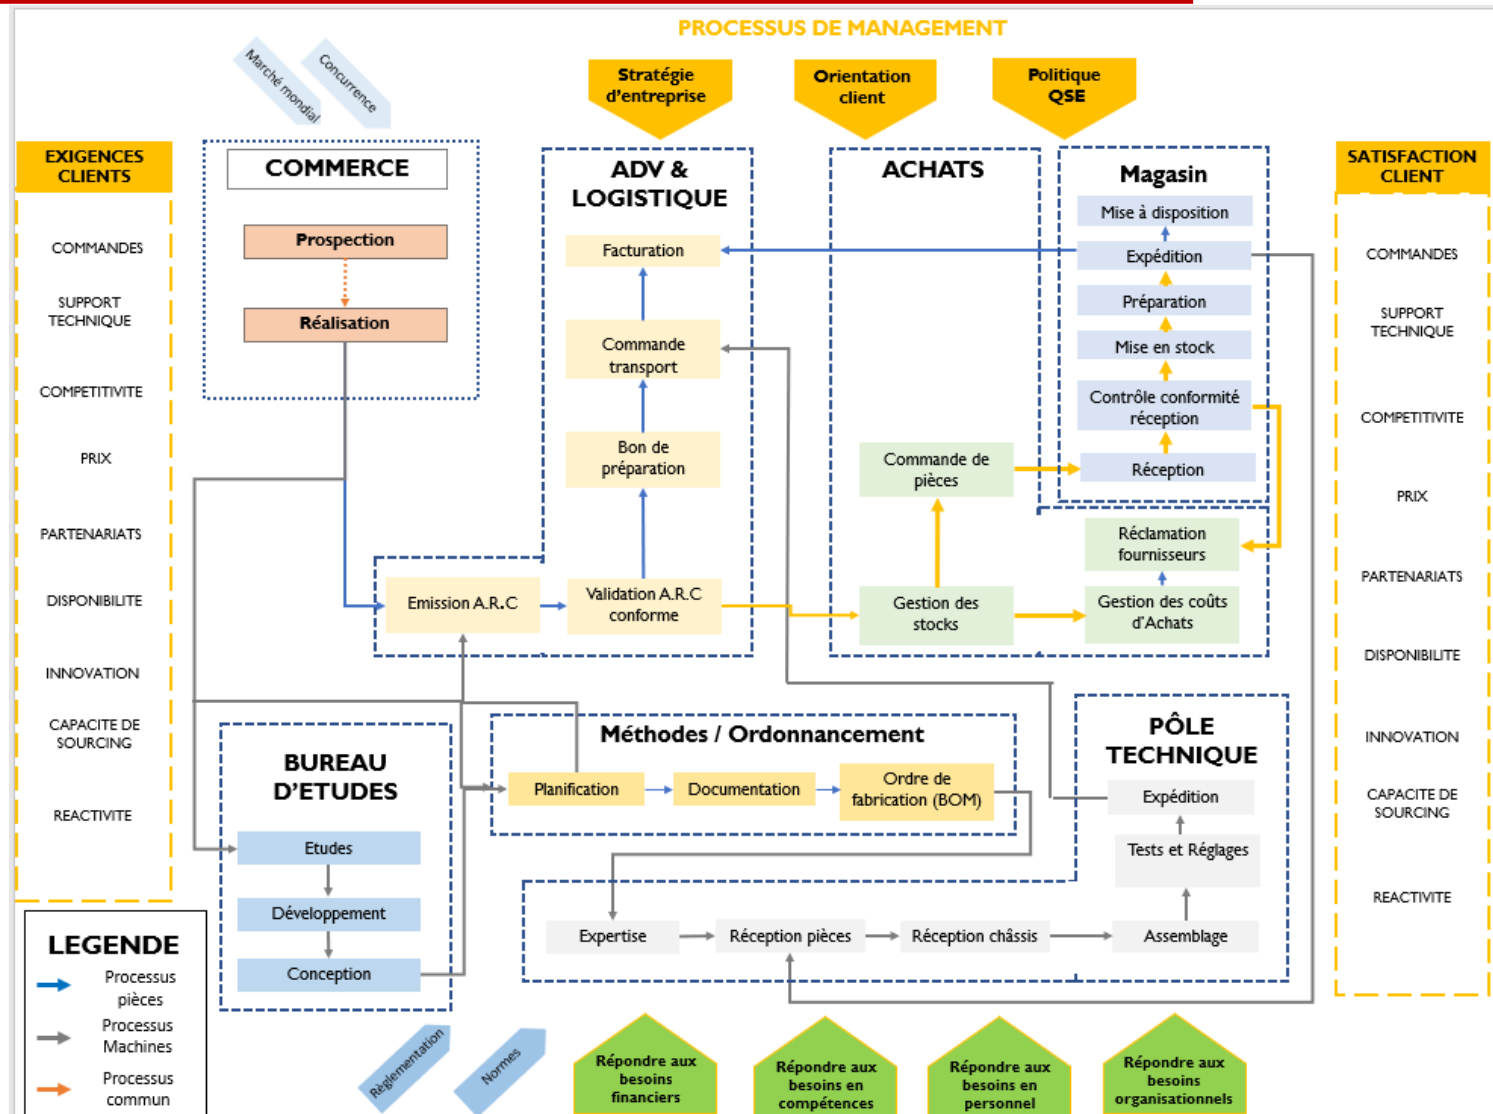 PROCESSUS DE MANAGEMENT
Marché mondial
Concurrence
Stratégie
d'entreprise
Orientation
client
Politique
QSE
EXIGENCES
CLIENTS
COMMANDES
SUPPORT
TECHNIQUE
COMPETITIVITE
PRIX
PARTENARIATS
DISPONIBILITE
INNOVATION
CAPACITE DE
SOURCING
REACTIVITE
COMMERCE
Prospection
Réalisation
ADV &
LOGISTIQUE
Facturation
Commande
transport
Bon de
préparation
Emission A.R.C
Validation A.R.C
conforme
ACHATS
Commande de
pièces
Gestion des
stocks
Réclamation
fournisseurs
Gestion des coûts
d'Achats
Magasin
Mise à disposition
Expédition
Préparation
Mise en stock
Contrôle conformité
réception
Réception
SATISFACTION
CLIENT
COMMANDES
SUPPORT
TECHNIQUE
COMPETITIVITE
PRIX
PARTENARIATS
DISPONIBILITE
INNOVATION
CAPACITE DE
SOURCING
REACTIVITE
BUREAU
D'ETUDES
Etudes
Développement
Conception
Méthodes / Ordonnancement
Planification
Documentation
Ordre de
fabrication (BOM)
PÔLE
TECHNIQUE
Expédition
Tests et Réglages
Expertise
Réception pièces
Réception châssis
Assemblage
LEGENDE
Processus
pièces
Processus
Machines
Processus
commun
Règlementation
Normes
Répondre aux
besoins
financiers
Répondre aux
besoins en
compétences
Répondre aux
besoins en
personnel
Répondre aux
besoins
organisationnels